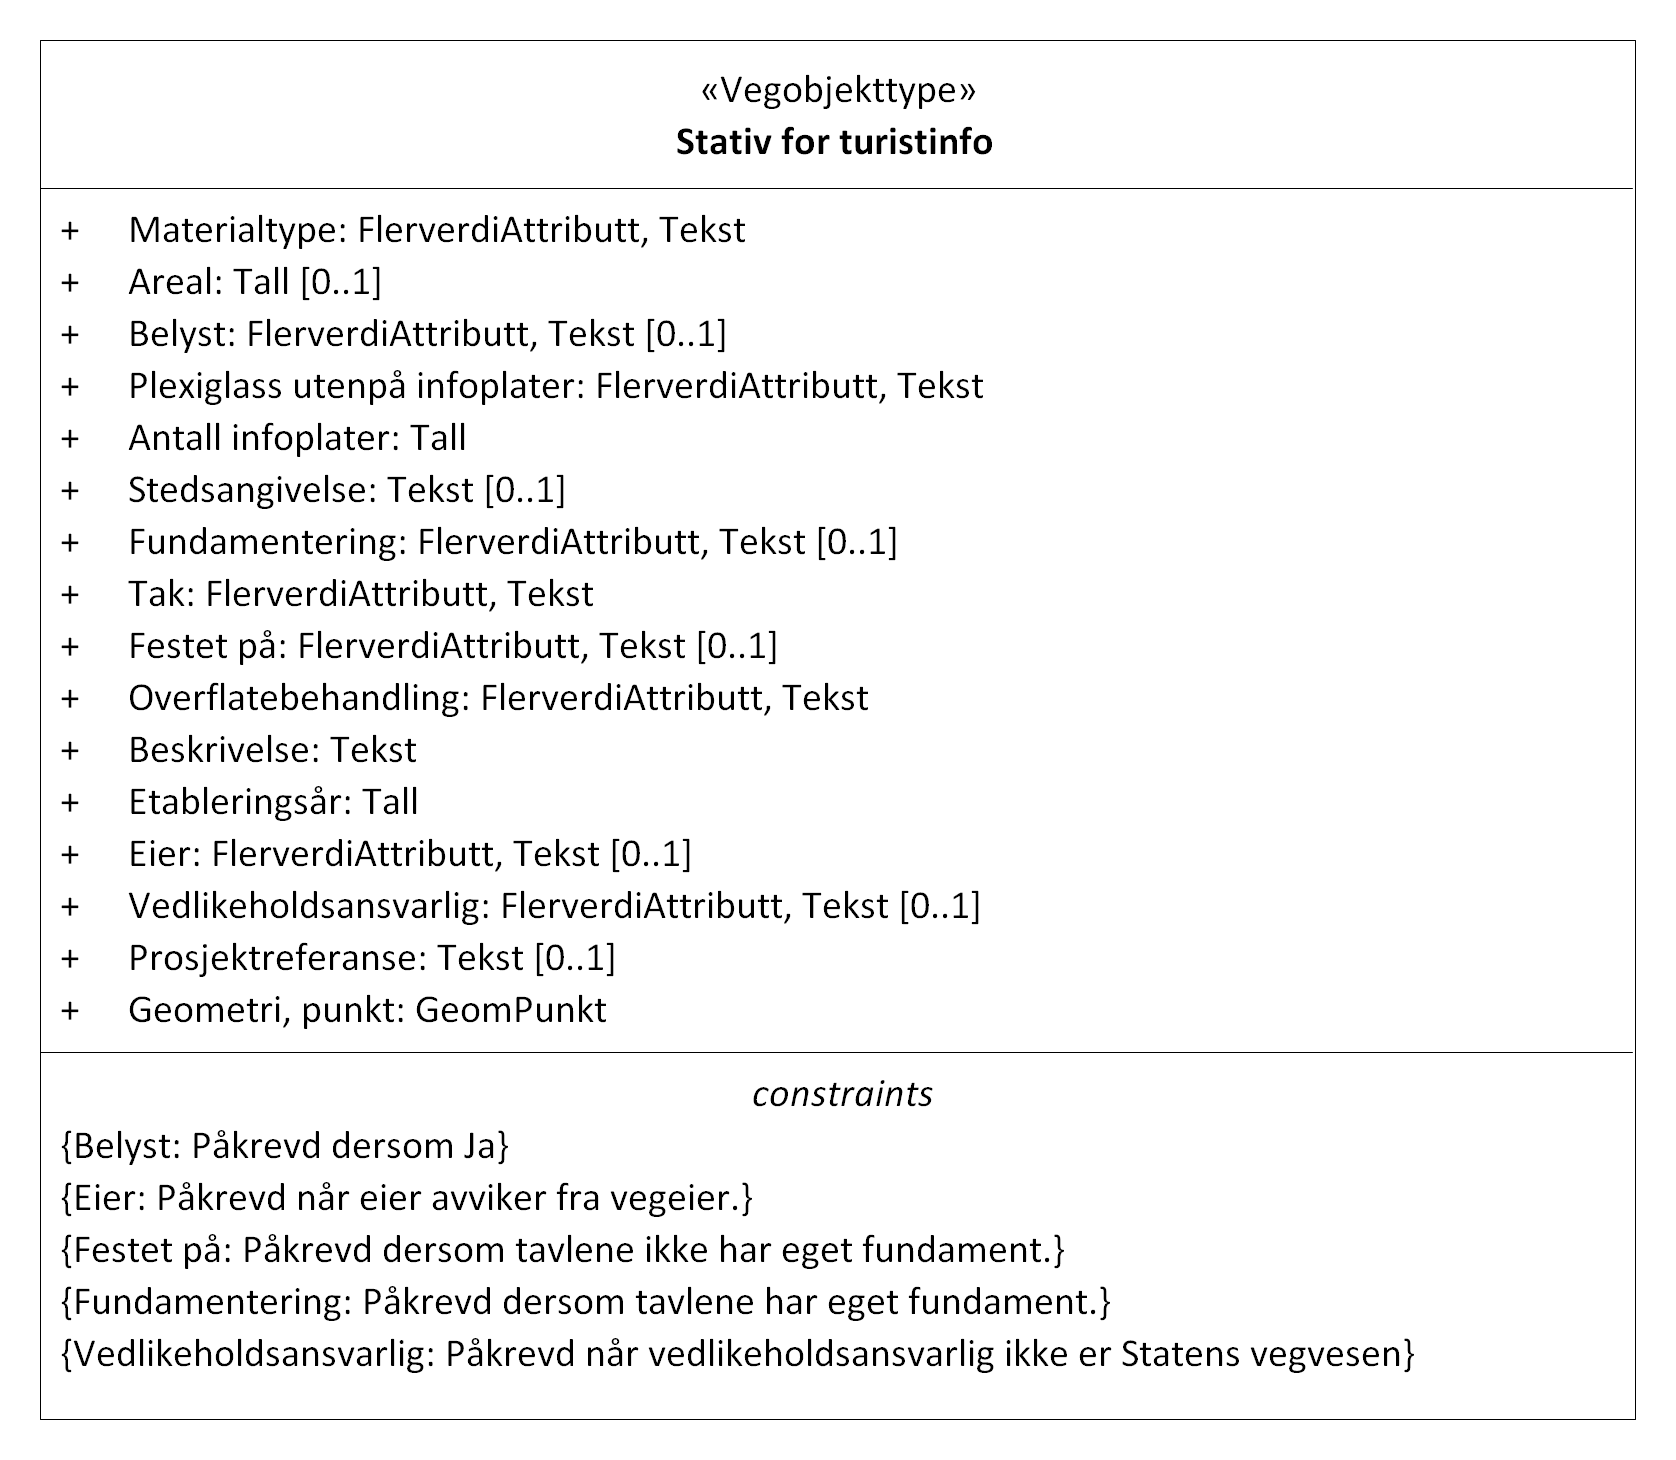 «Vegobjekttype»
Stativ for turistinfo
+ Materialtype: FlerverdiAttributt, Tekst
+ Areal: Tall [0..1]
+ Belyst: FlerverdiAttributt, Tekst [0..1]
+ Plexiglass utenpå infoplater: FlerverdiAttributt, Tekst
+ Antall infoplater: Tall
+ Stedsangivelse: Tekst [0..1]
+ Fundamentering: FlerverdiAttributt, Tekst [0..1]
+ Tak: FlerverdiAttributt, Tekst
+ Festet på: FlerverdiAttributt, Tekst [0..1]
+ Overflatebehandling: FlerverdiAttributt, Tekst
+ Beskrivelse: Tekst
+ Etableringsår: Tall
+ Eier: FlerverdiAttributt, Tekst [0..1]
+ Vedlikeholdsansvarlig: FlerverdiAttributt, Tekst [0..1]
+ Prosjektreferanse: Tekst [0..1]
+ Geometri, punkt: GeomPunkt
constraints
{Belyst: Påkrevd dersom Ja}
{Eier: Påkrevd når eier avviker fra vegeier.}
{Festet på: Påkrevd dersom tavlene ikke har eget fundament.}
{Fundamentering: Påkrevd dersom tavlene har eget fundament.}
{Vedlikeholdsansvarlig: Påkrevd når vedlikeholdsansvarlig ikke er Statens vegvesen}